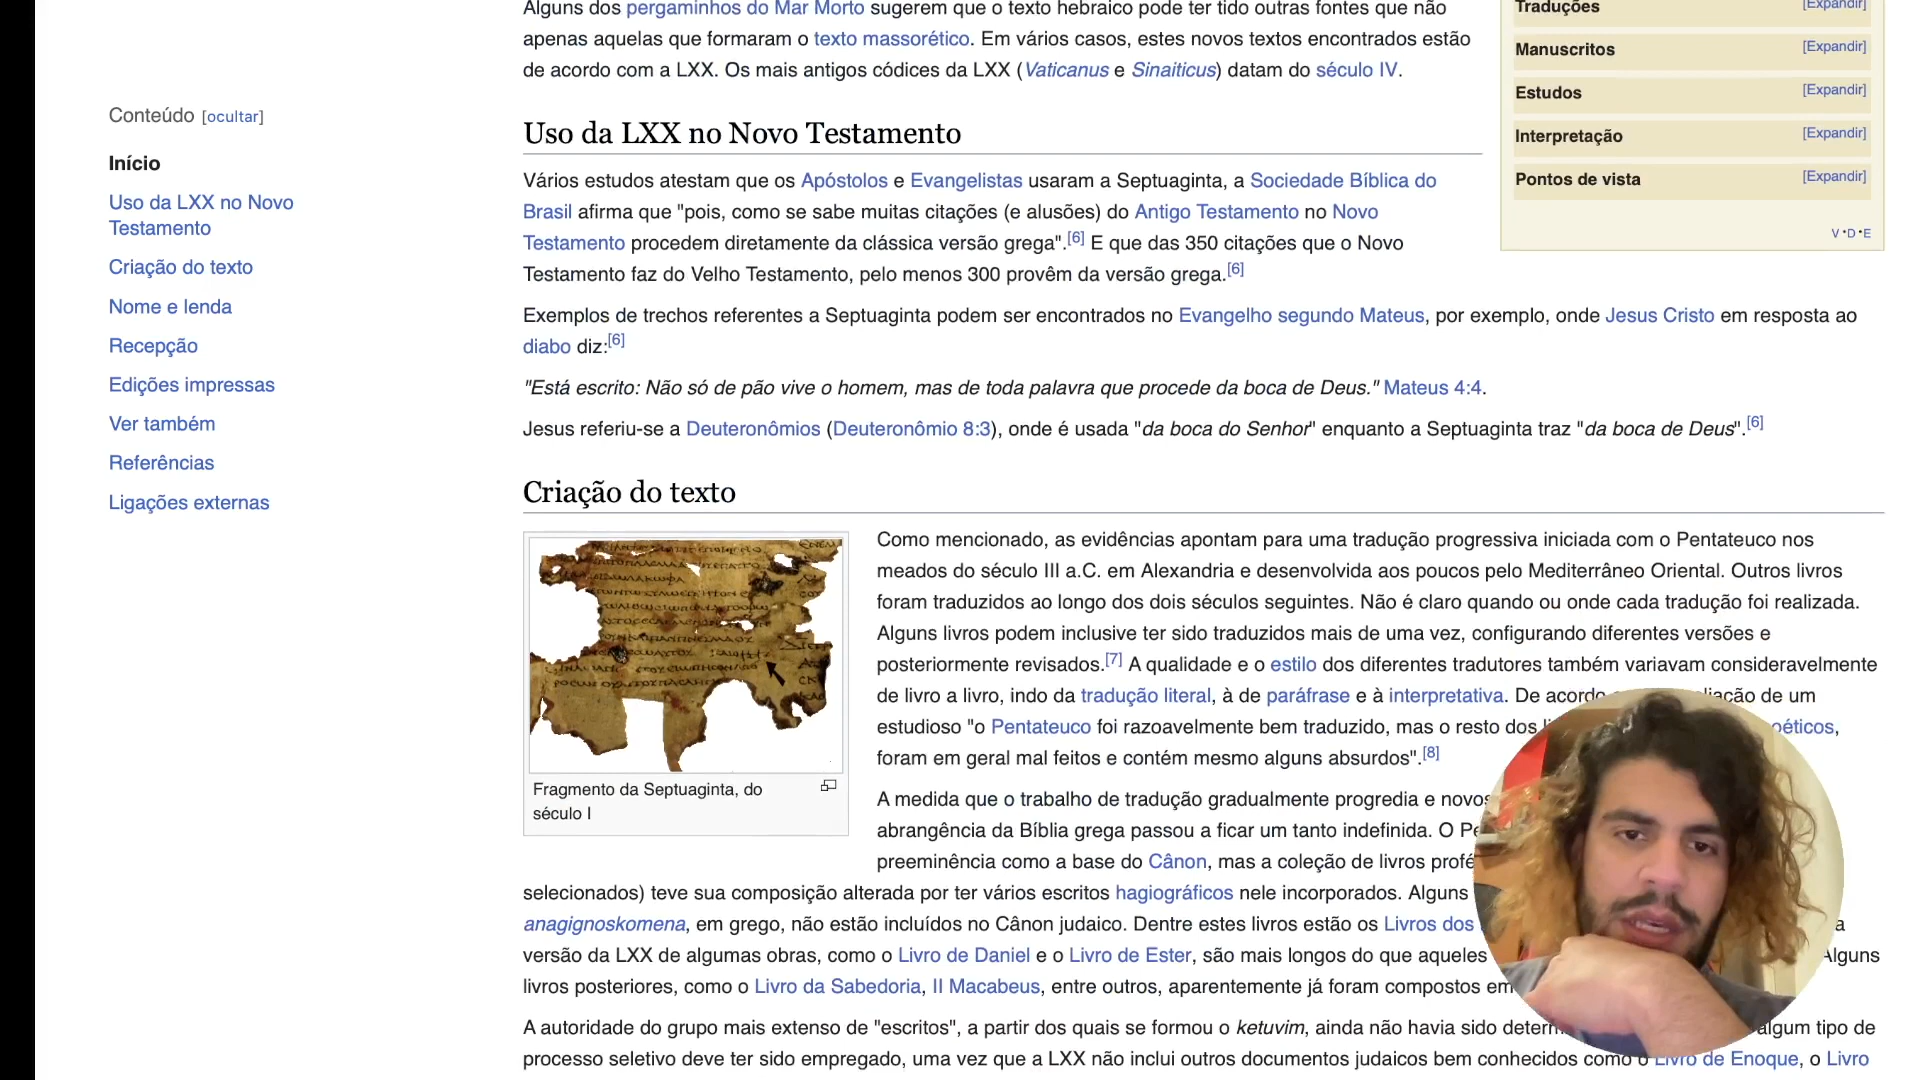 Alguns dos pergaminhos do Mar Morto sugerem que o texto hebraico pode ter tido outras fontes que não
apenas aquelas que formaram o texto massorético. Em vários casos, estes novos textos encontrados estão
de acordo com a LXX. Os mais antigos códices da LXX (Vaticanus e Sinaiticus) datam do século IV.
Traduções [Expandir]
Manuscritos [Expandir]
Estudos [Expandir]
Interpretação [Expandir]
Pontos de vista [Expandir]
V • D • E
Conteúdo [ocultar]
Início
Uso da LXX no Novo
Testamento
Criação do texto
Nome e lenda
Recepção
Edições impressas
Ver também
Referências
Ligações externas
Uso da LXX no Novo Testamento
Vários estudos atestam que os Apóstolos e Evangelistas usaram a Septuaginta, a Sociedade Bíblica do
Brasil afirma que "pois, como se sabe muitas citações (e alusões) do Antigo Testamento no Novo
Testamento procedem diretamente da clássica versão grega".[6] E que das 350 citações que o Novo
Testamento faz do Velho Testamento, pelo menos 300 provêm da versão grega.[6]
Exemplos de trechos referentes a Septuaginta podem ser encontrados no Evangelho segundo Mateus, por exemplo, onde Jesus Cristo em resposta ao
diabo diz:[6]
"Está escrito: Não só de pão vive o homem, mas de toda palavra que procede da boca de Deus." Mateus 4:4.
Jesus referiu-se a Deuteronômios (Deuteronômio 8:3), onde é usada "da boca do Senhor" enquanto a Septuaginta traz "da boca de Deus".[6]
Criação do texto
Fragmento da Septuaginta, do
século I
Como mencionado, as evidências apontam para uma tradução progressiva iniciada com o Pentateuco nos
meados do século III a.C. em Alexandria e desenvolvida aos poucos pelo Mediterrâneo Oriental. Outros livros
foram traduzidos ao longo dos dois séculos seguintes. Não é claro quando ou onde cada tradução foi realizada.
Alguns livros podem inclusive ter sido traduzidos mais de uma vez, configurando diferentes versões e
posteriormente revisados.[7] A qualidade e o estilo dos diferentes tradutores também variavam consideravelmente
de livro a livro, indo da tradução literal, à de paráfrase e à interpretativa. De acordo de um
estudioso "o Pentateuco foi razoavelmente bem traduzido, mas o resto dos
foram em geral mal feitos e contém mesmo alguns absurdos".[8]
A medida que o trabalho de tradução gradualmente progredia e
abrangência da Bíblia grega passou a ficar um tanto indefinida. O
preeminência como a base do Cânon, mas a coleção de livros
selecionados) teve sua composição alterada por ter vários escritos hagiográficos nele incorporados. Alguns
anagignoskomena, em grego, não estão incluídos no Cânon judaico. Dentre estes livros estão os Livros dos
versão da LXX de algumas obras, como o Livro de Daniel e o Livro de Ester, são mais longos do que aqueles Alguns
livros posteriores, como o Livro da Sabedoria, II Macabeus, entre outros, aparentemente já foram compostos em
A autoridade do grupo mais extenso de "escritos", a partir dos quais se formou o ketuvim, ainda não havia sido algum tipo de
processo seletivo deve ter sido empregado, uma vez que a LXX não inclui outros documentos judaicos bem conhecidos como o Livro de Enoque, o Livro